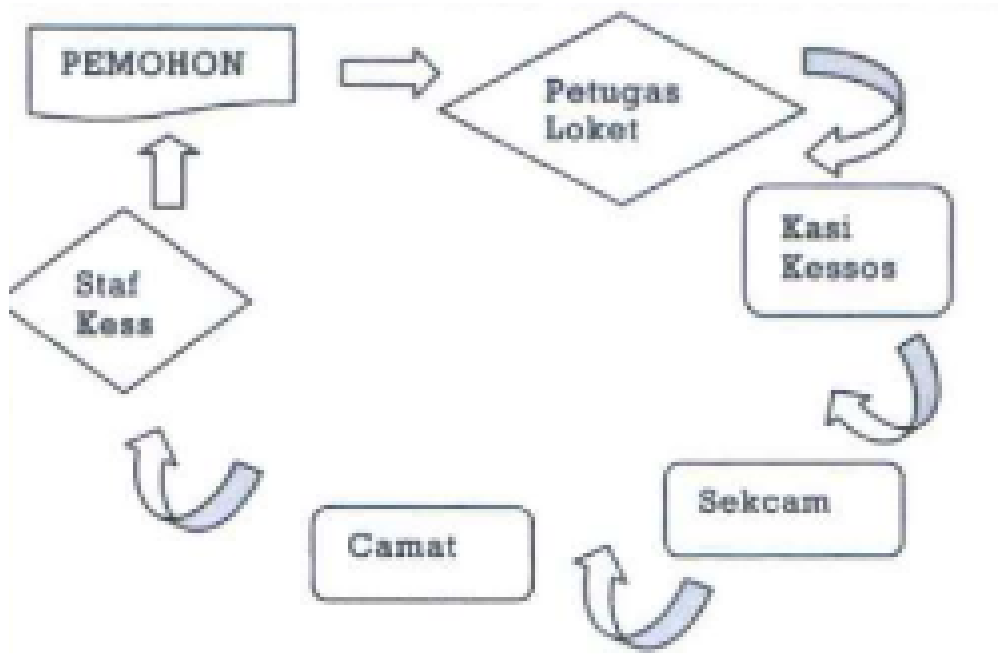 PEMOHON
Petugas
Loket
Kasi
Kessos
Sekcam
Camat
Staf
Kess